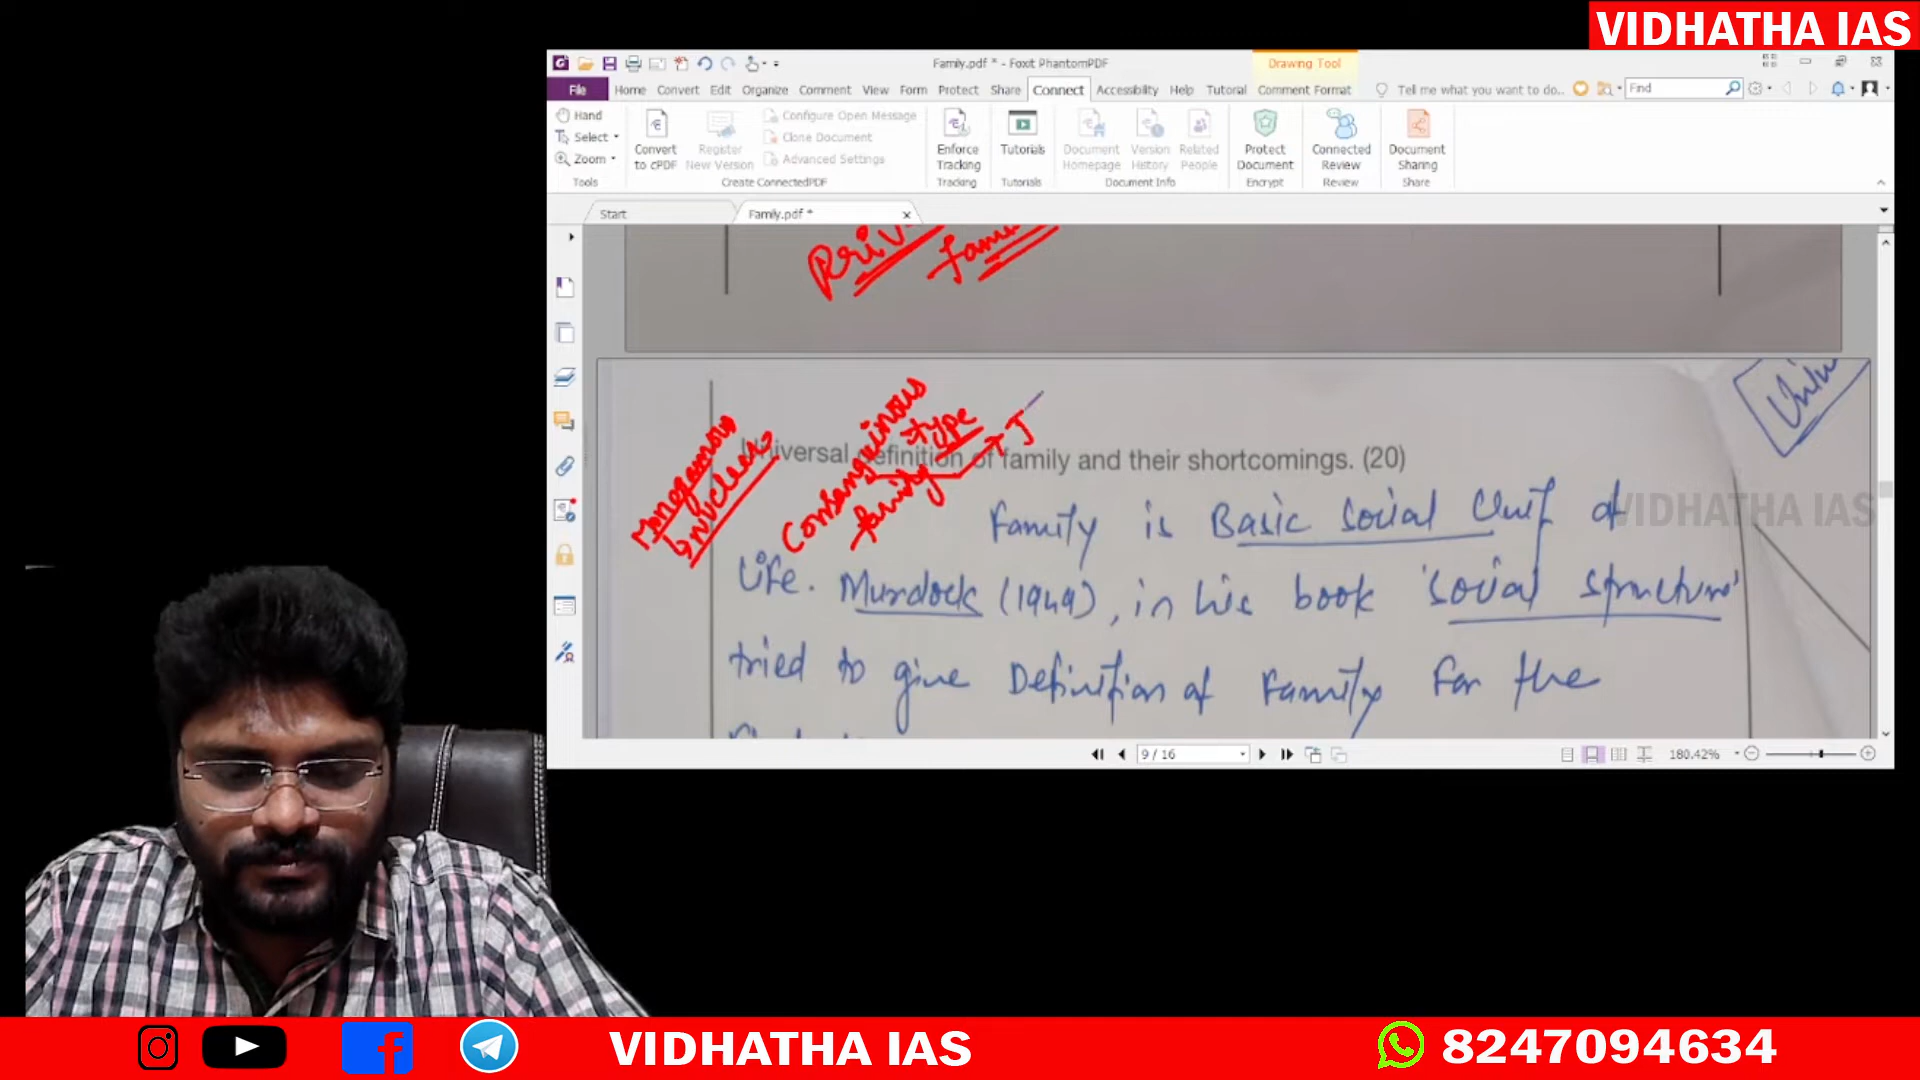 VIDHATHA IAS
Family.pdf * - Foxit PhantomPDF
Drawing Tool
File Home Convert Edit Organize Comment View Form Protect Share Connect Accessibility Help Tutorial Comment Format Tell me what you want to do.. Find
Hand
Select
Zoom
Tools
Convert to cPDF
Register New Version
Configure Open Message
Clone Document
Advanced Settings
Create ConnectedPDF
Enforce Tracking
Tracking
Tutorials
Tutorials
Document Homepage
Version History
Related People
Document Info
Protect Document
Encrypt
Connected Review
Review
Document Sharing
Share
Start
Family.pdf *
Monogamous
nuclear
Consanguinous
type
family
J
Universal definition of family and their shortcomings. (20)
Family is Basic social Unit of
VIDHATHA IAS
Life. Murdock (1949), in his book 'social structure'
tried to give Definition of Family for the
9 / 16
180.42%
VIDHATHA IAS
8247094634